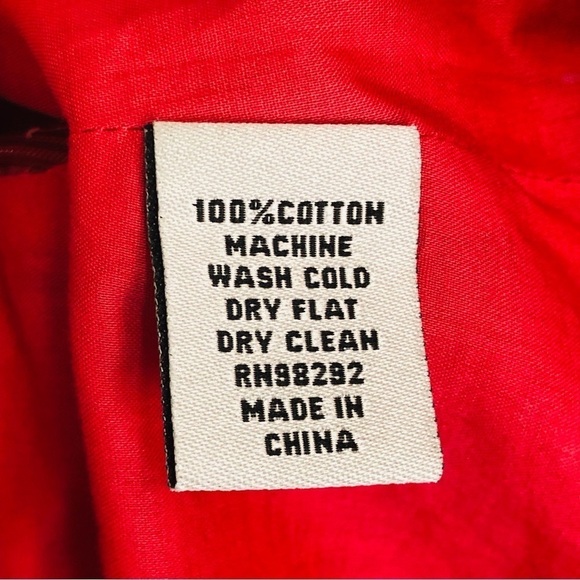 100%COTTON
MACHINE
WASH COLD
DRY FLAT
DRY CLEAN
RN98292
MADE IN
CHINA